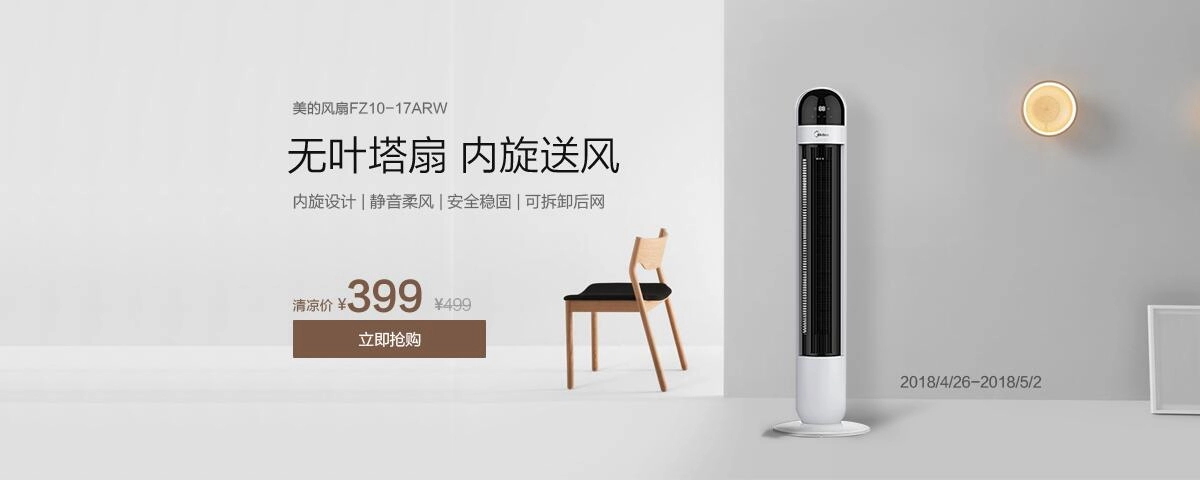 美的风扇FZ10-17ARW
无叶塔扇 内旋送风
内旋设计 | 静音柔风 | 安全稳固 | 可拆卸后网
清凉价 ¥399 ¥499
立即抢购
Midea
2018/4/26-2018/5/2